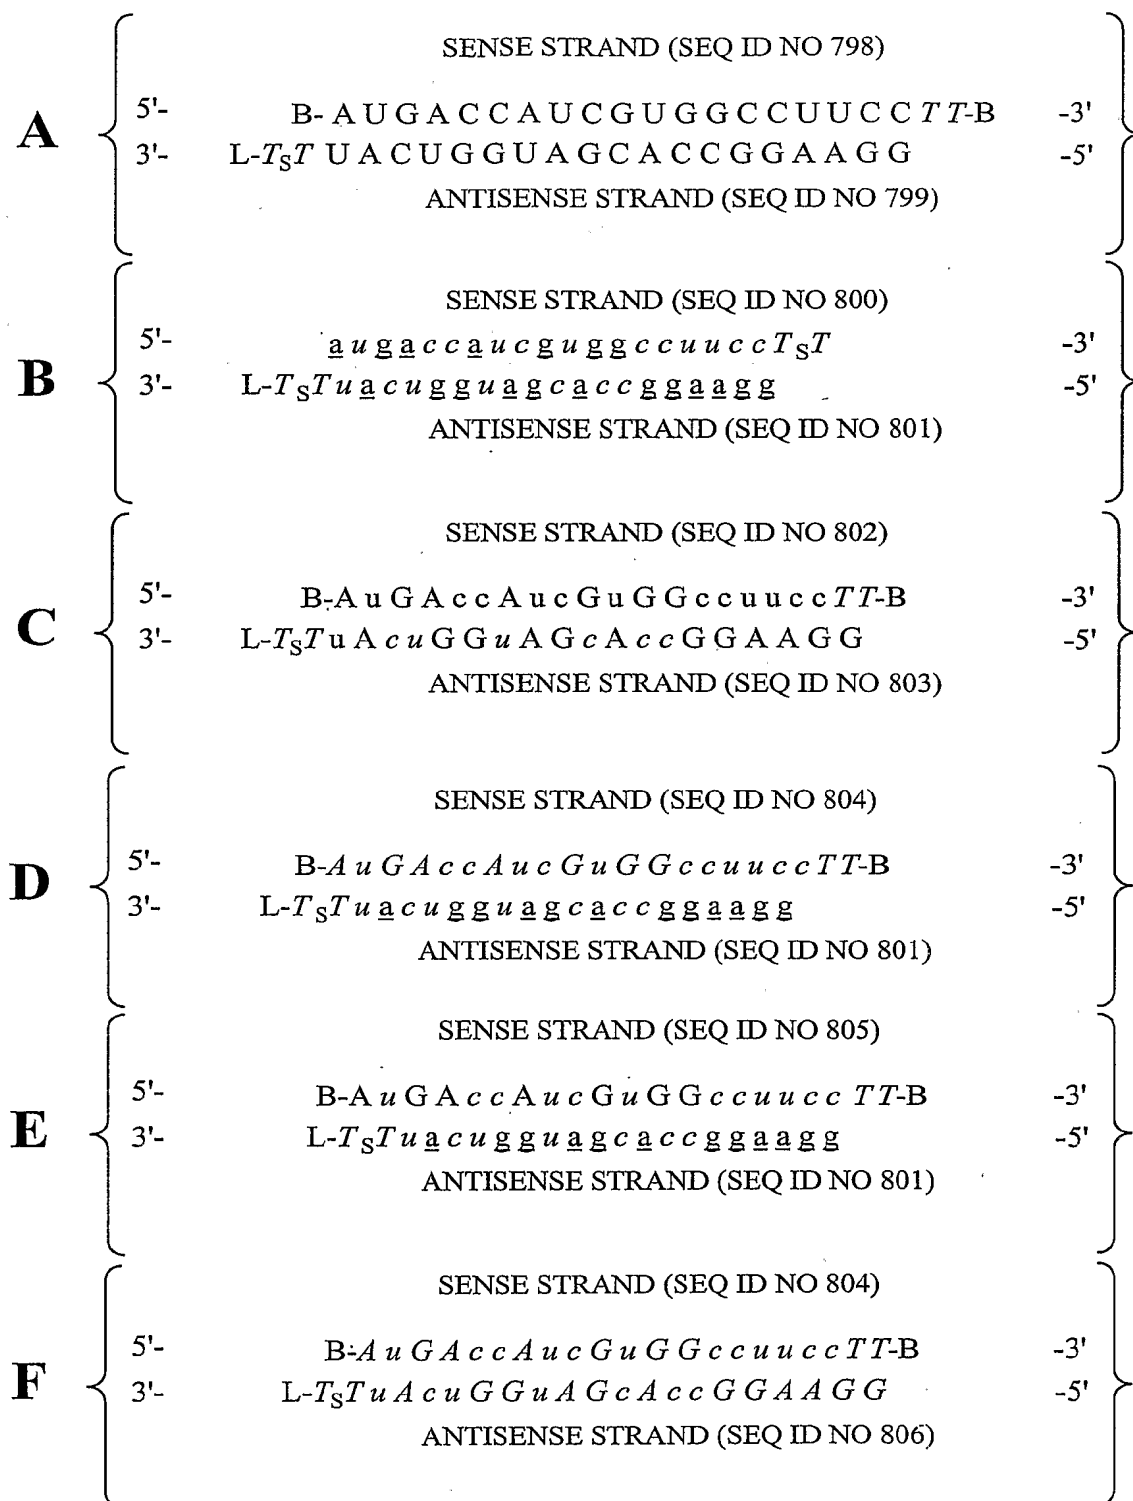 SENSE STRAND (SEQ ID NO 798)
A
5'- B- A U G A C C A U C G U G G C C U U C C T T-B -3'
3'- L-TST U A C U G G U A G C A C C G G A A G G -5'
ANTISENSE STRAND (SEQ ID NO 799)
SENSE STRAND (SEQ ID NO 800)
B
5'- a u g a c c a u c g u g g c c u u c c TST -3'
3'- L-TST u a c u g g u a g c a c c g g a a g g -5'
ANTISENSE STRAND (SEQ ID NO 801)
SENSE STRAND (SEQ ID NO 802)
C
5'- B-A u G A c c A u c G u G G c c u u c c TT-B -3'
3'- L-TST u A c u G G u A G c A c c G G A A G G -5'
ANTISENSE STRAND (SEQ ID NO 803)
SENSE STRAND (SEQ ID NO 804)
D
5'- B-A u G A c c A u c G u G G c c u u c c TT-B -3'
3'- L-TST u a c u g g u a g c a c c g g a a g g -5'
ANTISENSE STRAND (SEQ ID NO 801)
SENSE STRAND (SEQ ID NO 805)
E
5'- B-A u G A c c A u c G u G G c c u u c c TT-B -3'
3'- L-TST u a c u g g u a g c a c c g g a a g g -5'
ANTISENSE STRAND (SEQ ID NO 801)
SENSE STRAND (SEQ ID NO 804)
F
5'- B-A u G A c c A u c G u G G c c u u c c TT-B -3'
3'- L-TST u A c u G G u A G c A c c G G A A G G -5'
ANTISENSE STRAND (SEQ ID NO 806)